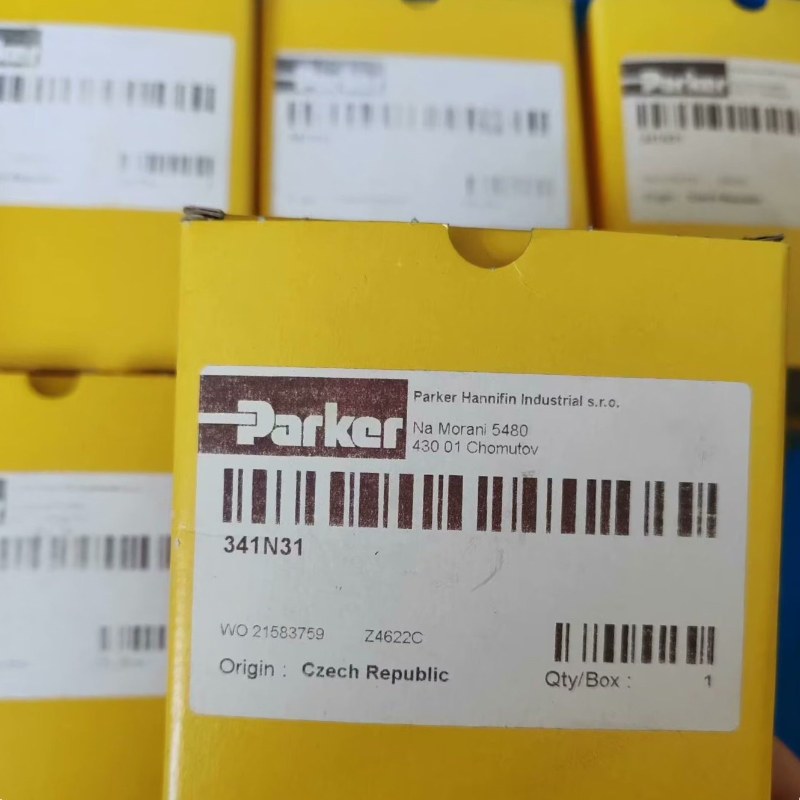 Parker
Parker
Parker Hannifin Industrial s.r.o.
Na Morani 5480
430 01 Chomutov
341N31
WO 21583759 Z4622C
Origin : Czech Republic
Qty/Box : 1